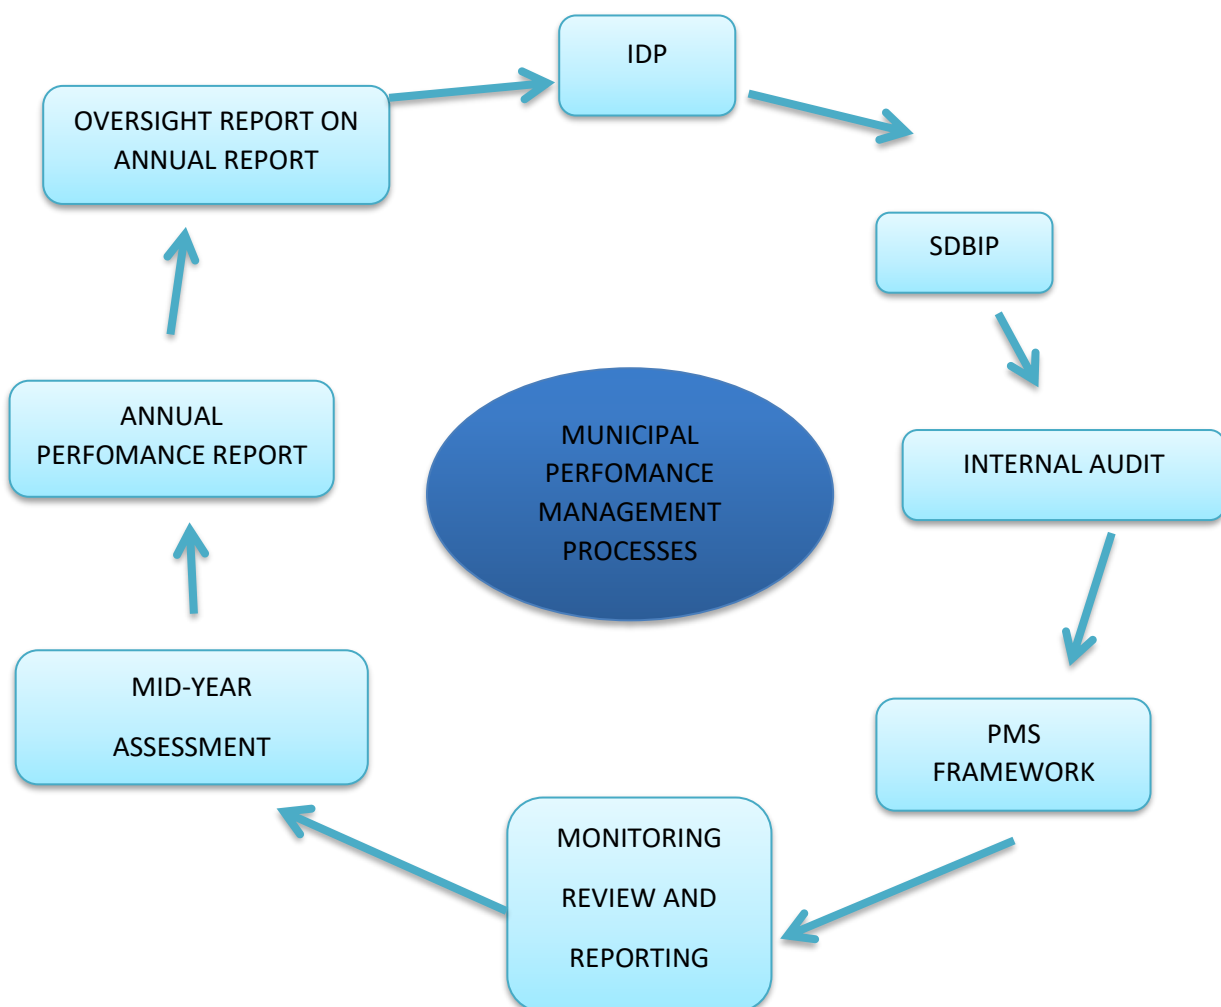 IDP
OVERSIGHT REPORT ON
ANNUAL REPORT
SDBIP
ANNUAL
PERFOMANCE REPORT
MUNICIPAL
PERFOMANCE
MANAGEMENT
PROCESSES
INTERNAL AUDIT
MID-YEAR
ASSESSMENT
PMS
FRAMEWORK
MONITORING
REVIEW AND
REPORTING